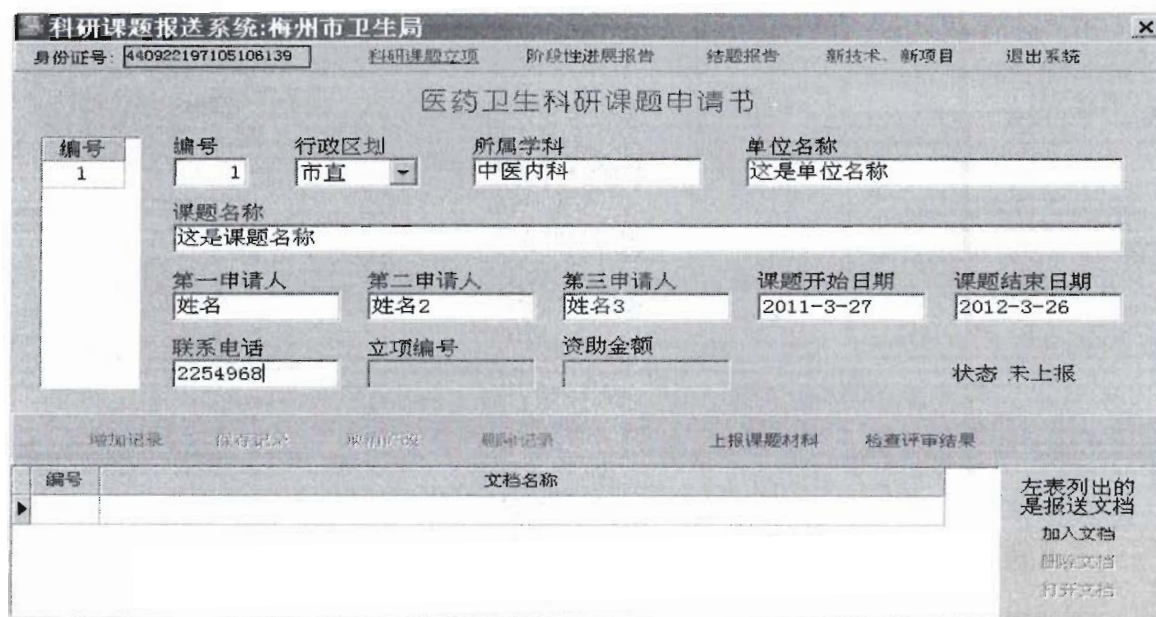 科研课题报送系统:梅州市卫生局
身份证号: 440922197105106139 科研课题立项 阶段性进展报告 结题报告 新技术、新项目 退出系统
医药卫生科研课题申请书
编号 编号 行政区划 所属学科 单位名称
1 1 市直 中医内科 这是单位名称
课题名称
这是课题名称
第一申请人 第二申请人 第三申请人 课题开始日期 课题结束日期
姓名 姓名2 姓名3 2011-3-27 2012-3-26
联系电话 立项编号 资助金额
2254968 状态 未上报
增加记录 保存记录 取消修改 删除记录 上报课题材料 检查评审结果
编号 文档名称 左表列出的
是报送文档
加入文档
删除文档
打开文档